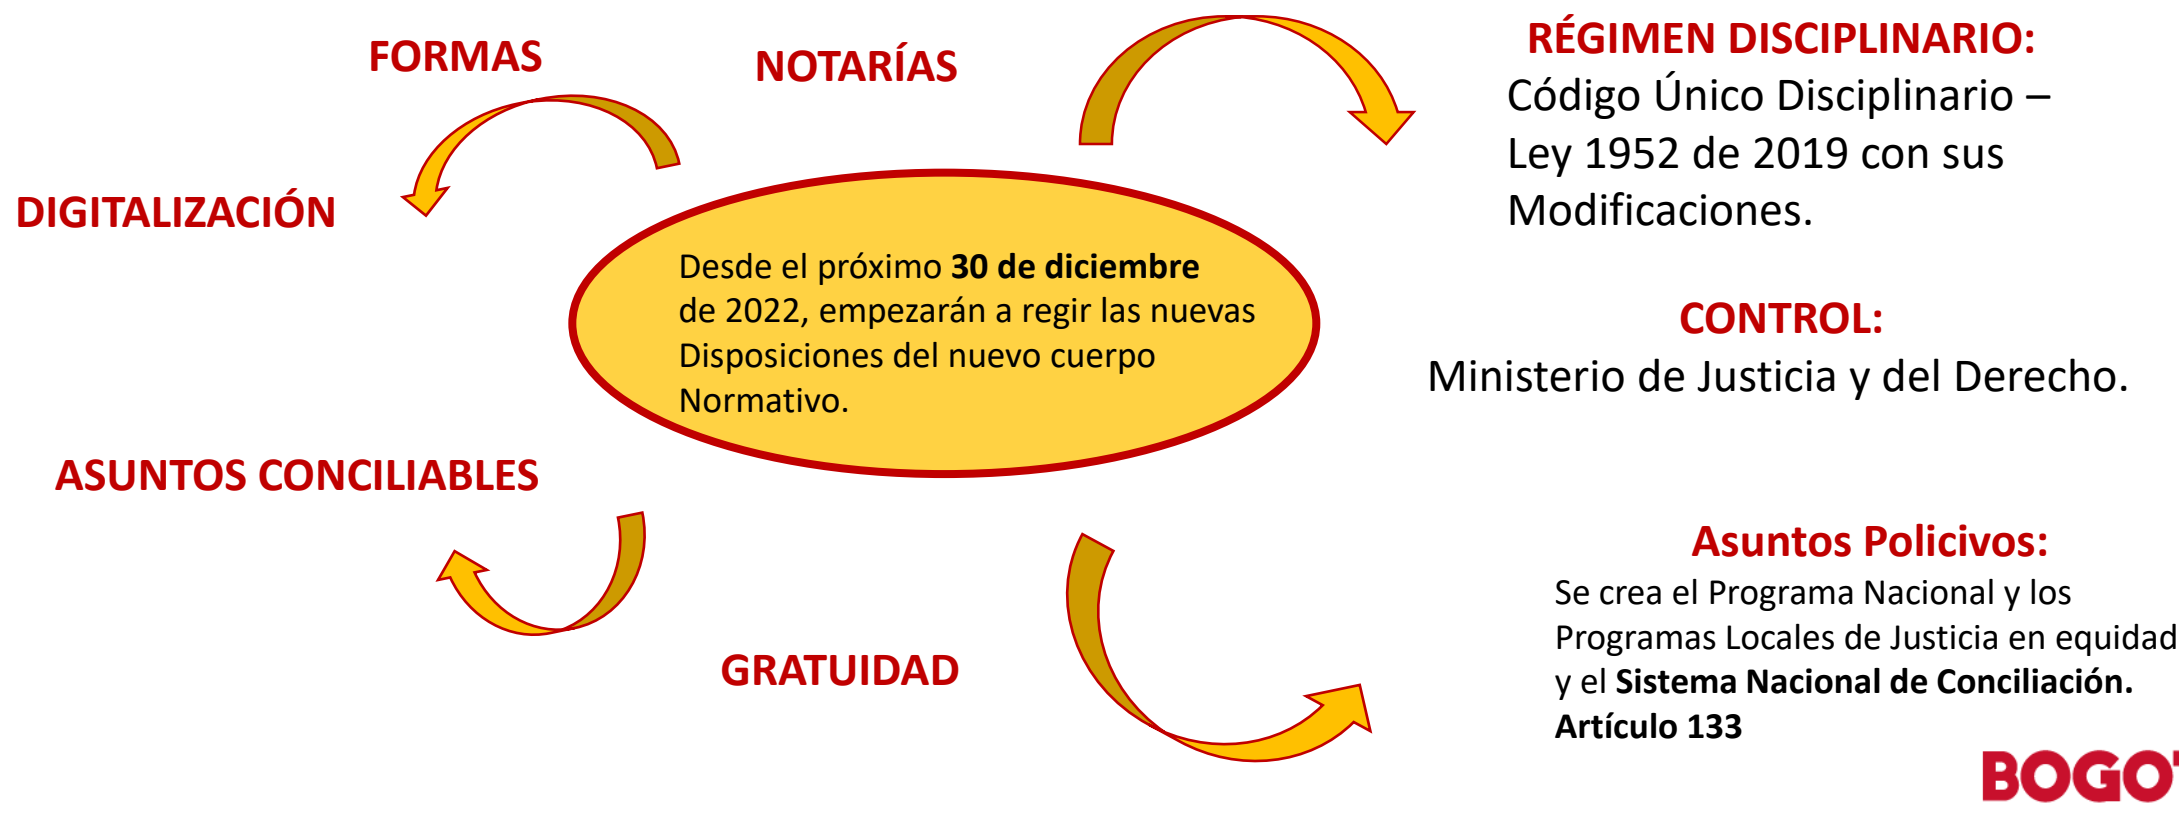 FORMAS
NOTARÍAS
DIGITALIZACIÓN
Desde el próximo 30 de diciembre
de 2022, empezarán a regir las nuevas
Disposiciones del nuevo cuerpo
Normativo.
ASUNTOS CONCILIABLES
GRATUIDAD
RÉGIMEN DISCIPLINARIO:
Código Único Disciplinario –
Ley 1952 de 2019 con sus
Modificaciones.
CONTROL:
Ministerio de Justicia y del Derecho.
Asuntos Policivos:
Se crea el Programa Nacional y los
Programas Locales de Justicia en equidad
y el Sistema Nacional de Conciliación.
Artículo 133